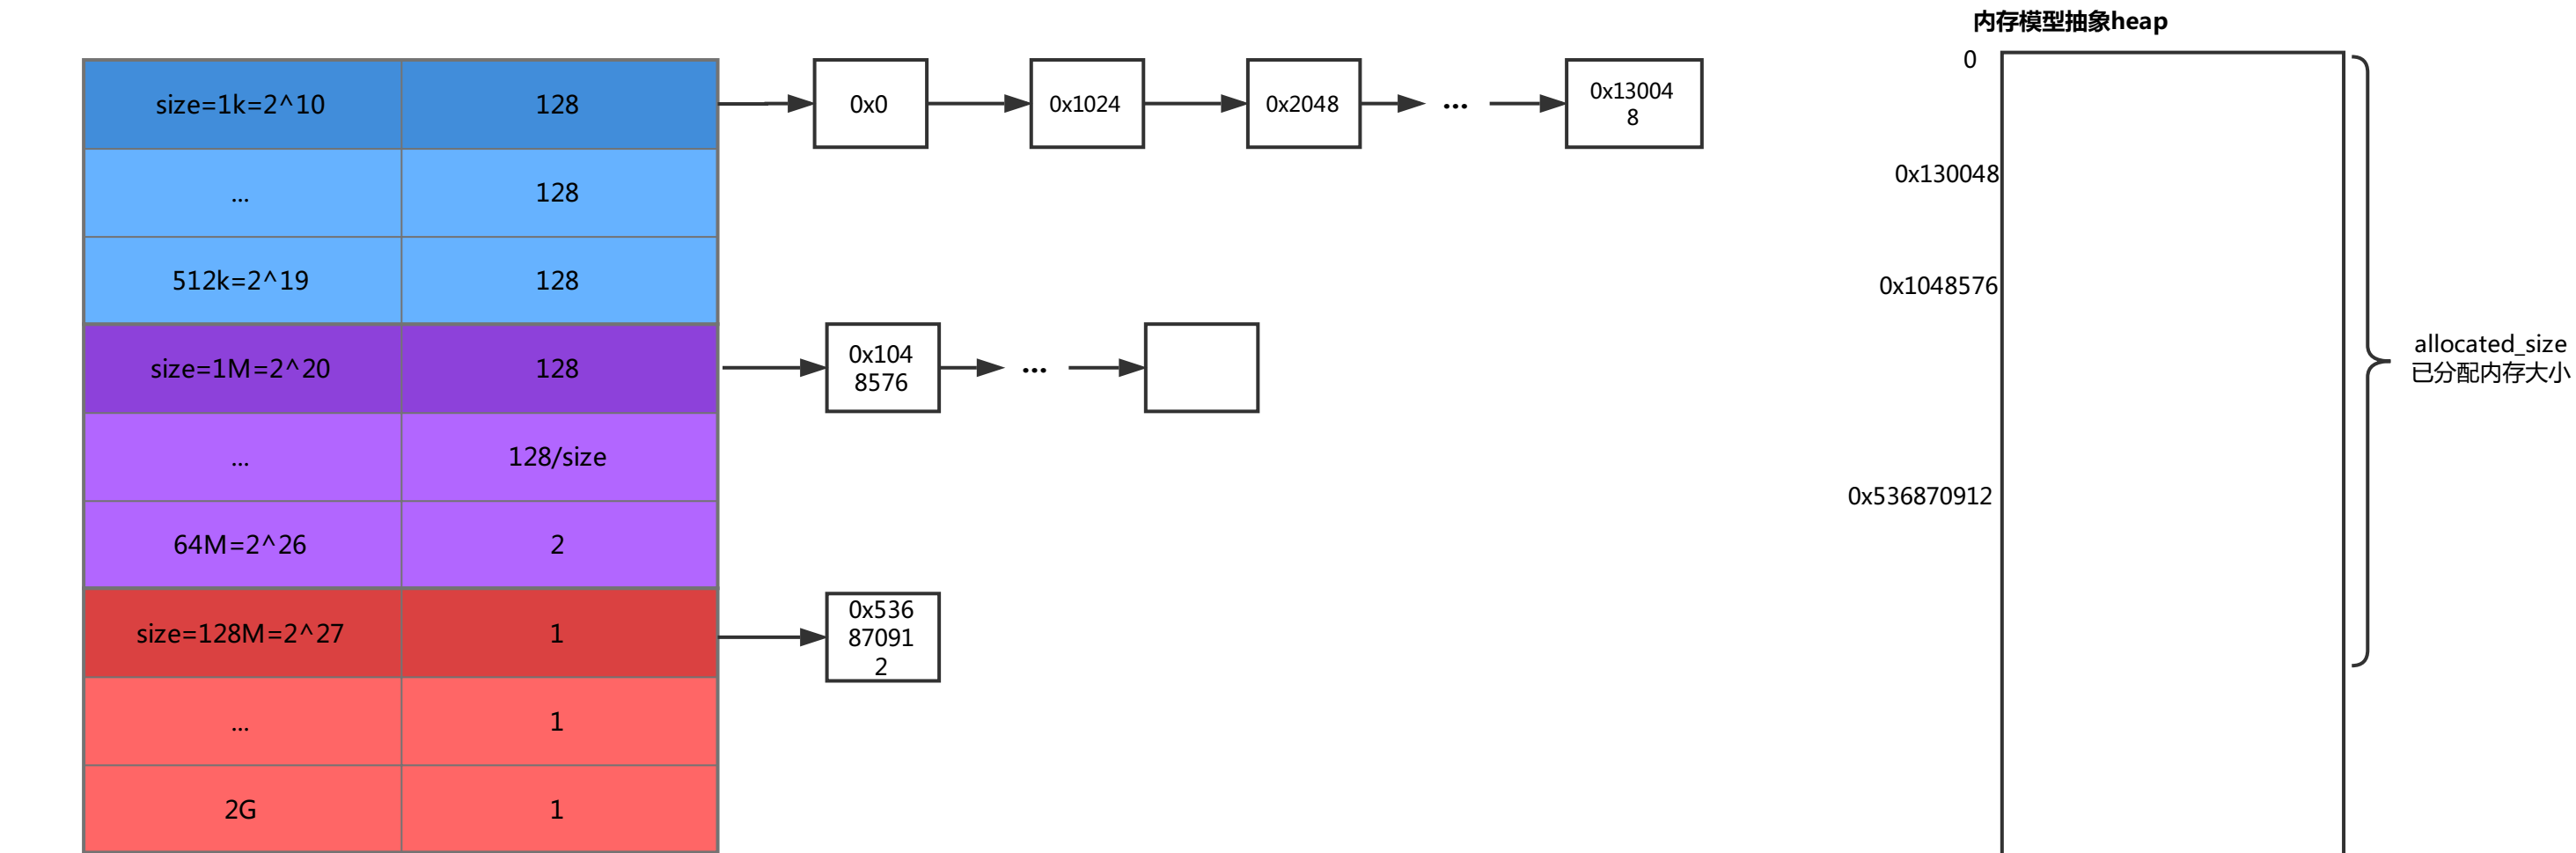 内存模型抽象heap
size=1k=2^10 128
0x0
0x1024
0x2048
...
0x13004
8
... 128
512k=2^19 128
size=1M=2^20 128
0x104
8576
...
... 128/size
64M=2^26 2
size=128M=2^27 1
0x536
87091
2
... 1
2G 1
0
0x130048
0x1048576
0x536870912
allocated_size
已分配内存大小